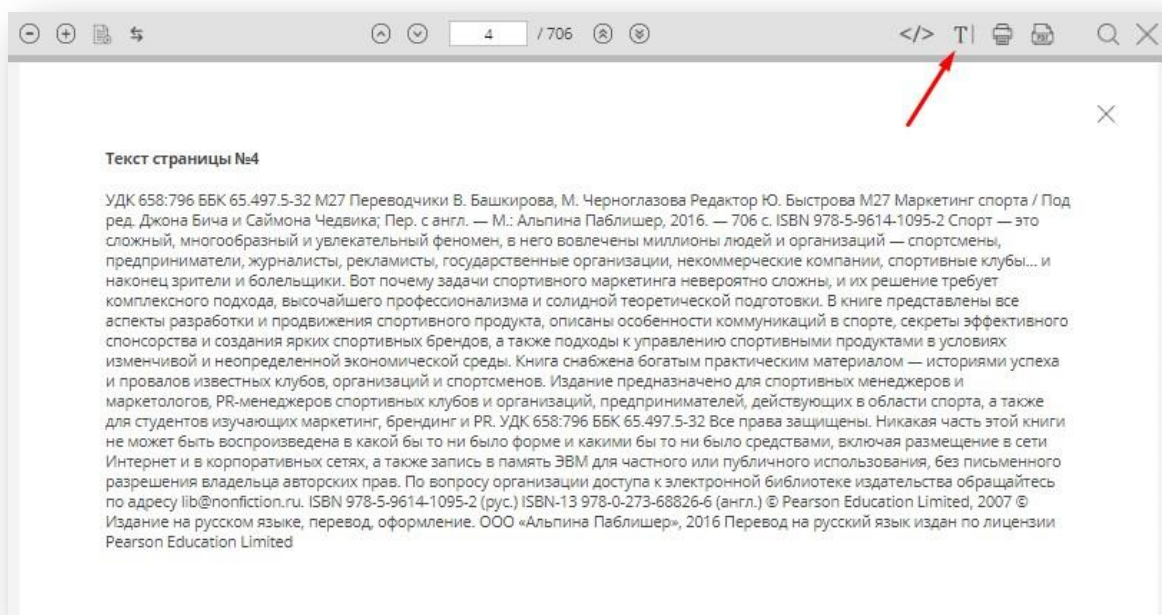 4 / 706 </> T PDF
Текст страницы №4
УДК 658:796 ББК 65.497.5-32 М27 Переводчики В. Башкирова, М. Черноглазова Редактор Ю. Быстрова М27 Маркетинг спорта / Под
ред. Джона Бича и Саймона Чедвика; Пер. с англ. — М.: Альпина Паблишер, 2016. — 706 с. ISBN 978-5-9614-1095-2 Спорт — это
сложный, многообразный и увлекательный феномен, в него вовлечены миллионы людей и организаций — спортсмены,
предприниматели, журналисты, рекламисты, государственные организации, некоммерческие компании, спортивные клубы... и
наконец зрители и болельщики. Вот почему задачи спортивного маркетинга невероятно сложны, и их решение требует
комплексного подхода, высочайшего профессионализма и солидной теоретической подготовки. В книге представлены все
аспекты разработки и продвижения спортивного продукта, описаны особенности коммуникаций в спорте, секреты эффективного
спонсорства и создания ярких спортивных брендов, а также подходы к управлению спортивными продуктами в условиях
изменчивой и неопределенной экономической среды. Книга снабжена богатым практическим материалом — историями успеха
и провалов известных клубов, организаций и спортсменов. Издание предназначено для спортивных менеджеров и
маркетологов, PR-менеджеров спортивных клубов и организаций, предпринимателей, действующих в области спорта, а также
для студентов изучающих маркетинг, брендинг и PR. УДК 658:796 ББК 65.497.5-32 Все права защищены. Никакая часть этой книги
не может быть воспроизведена в какой бы то ни было форме и какими бы то ни было средствами, включая размещение в сети
Интернет и в корпоративных сетях, а также запись в память ЭВМ для частного или публичного использования, без письменного
разрешения владельца авторских прав. По вопросу организации доступа к электронной библиотеке издательства обращайтесь
по адресу lib@nonfiction.ru. ISBN 978-5-9614-1095-2 (рус.) ISBN-13 978-0-273-68826-6 (англ.) © Pearson Education Limited, 2007 ©
Издание на русском языке, перевод, оформление. ООО «Альпина Паблишер», 2016 Перевод на русский язык издан по лицензии
Pearson Education Limited